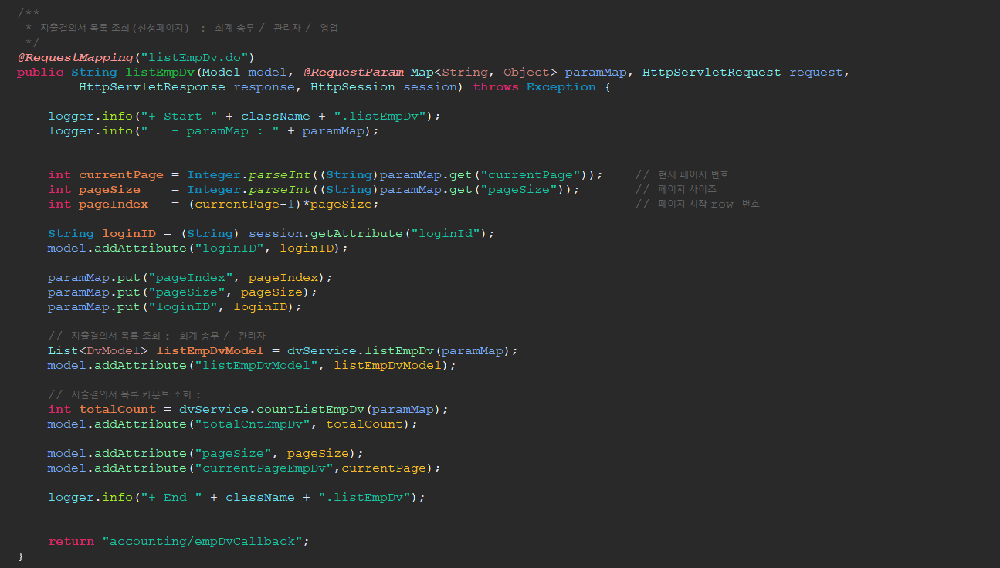 /**
 * 지출결의서 목록 조회(신청페이지) : 회계 총무 / 관리자 / 영업
 */
@RequestMapping("listEmpDv.do")
public String listEmpDv(Model model, @RequestParam Map<String, Object> paramMap, HttpServletRequest request,
        HttpServletResponse response, HttpSession session) throws Exception {
    logger.info("+ Start " + className + ".listEmpDv");
    logger.info("   - paramMap : " + paramMap);
    int currentPage = Integer.parseInt((String)paramMap.get("currentPage"));    // 현재 페이지 번호
    int pageSize    = Integer.parseInt((String)paramMap.get("pageSize"));       // 페이지 사이즈
    int pageIndex   = (currentPage-1)*pageSize;                                 // 페이지 시작 row 번호
    String loginID = (String) session.getAttribute("loginId");
    model.addAttribute("loginID", loginID);
    paramMap.put("pageIndex", pageIndex);
    paramMap.put("pageSize", pageSize);
    paramMap.put("loginID", loginID);
    // 지출결의서 목록 조회 : 회계 총무 / 관리자
    List<DvModel> listEmpDvModel = dvService.listEmpDv(paramMap);
    model.addAttribute("listEmpDvModel", listEmpDvModel);
    // 지출결의서 목록 카운트 조회 :
    int totalCount = dvService.countListEmpDv(paramMap);
    model.addAttribute("totalCntEmpDv", totalCount);
    model.addAttribute("pageSize", pageSize);
    model.addAttribute("currentPageEmpDv",currentPage);
    logger.info("+ End " + className + ".listEmpDv");
    return "accounting/empDvCallback";
}